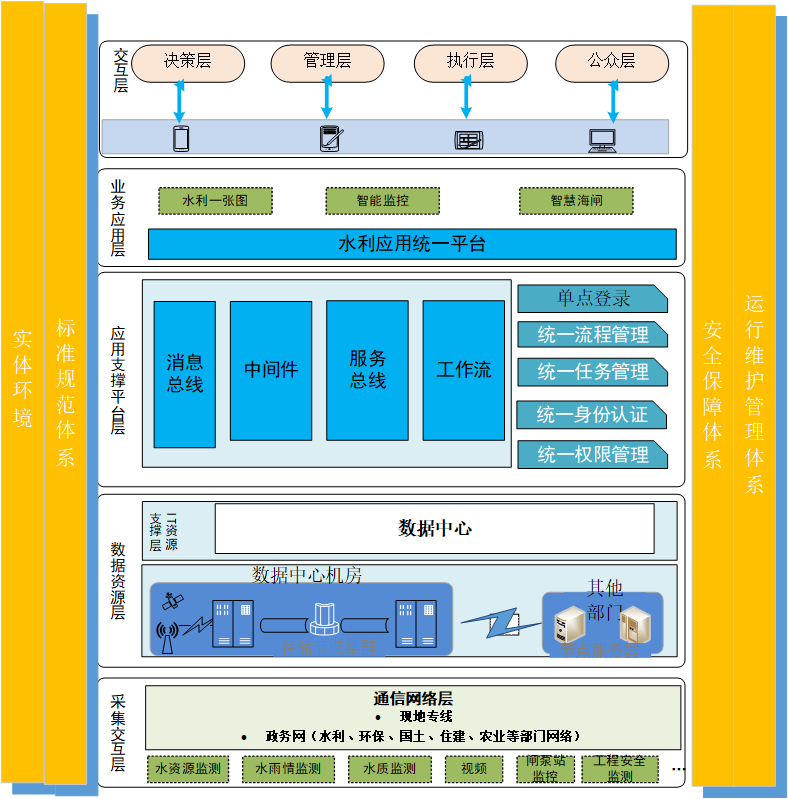 实体环境
标准规范体系
交互层
决策层
管理层
执行层
公众层
业务应用层
水利一张图
智能监控
智慧海闸
水利应用统一平台
应用支撑平台层
消息
总线
中间件
服务
总线
工作流
单点登录
统一流程管理
统一任务管理
统一身份认证
统一权限管理
数据资源层
IT资源
支撑层
数据中心
数据中心机房
其他
部门
采集交互层
通信网络层
• 现地专线
• 政务网（水利、环保、国土、住建、农业等部门网络）
水资源监测
水雨情监测
水质监测
视频
闸泵站
监控
工程安全
监测
…
安全保障体系
运行维护管理体系